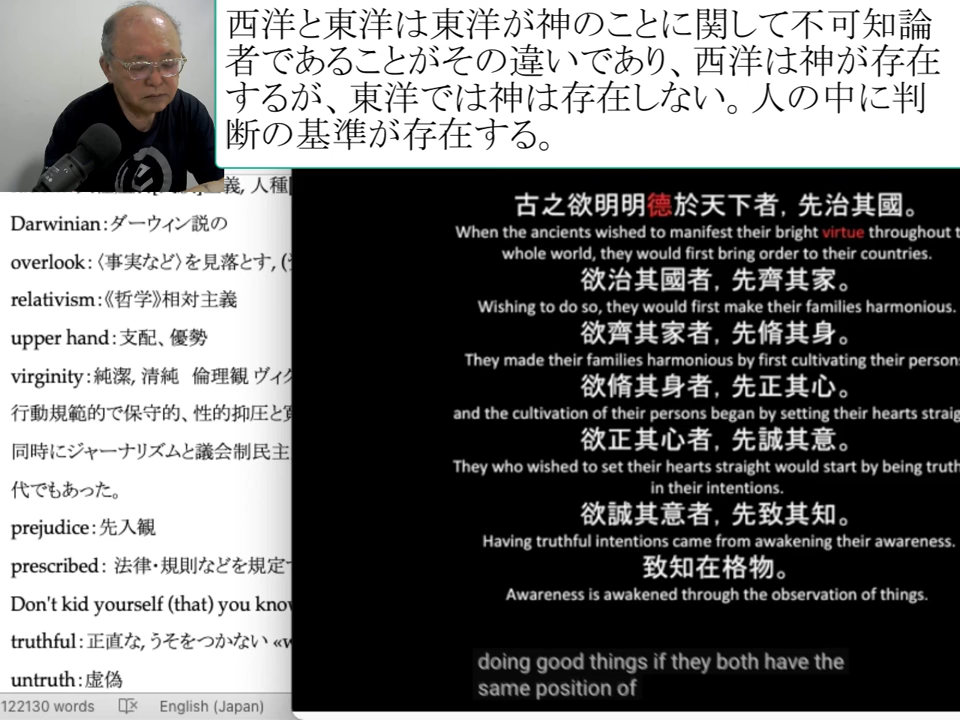 西洋と東洋は東洋が神のことに関して不可知論
者であることがその違いであり、西洋は神が存在
するが、東洋では神は存在しない。人の中に判
断の基準が存在する。
義, 人種
Darwinian：ダーウィン説の
overlook：〈事実など〉を見落とす, (
relativism：《哲学》相対主義
upper hand：支配、優勢
virginity：純潔, 清純　倫理観 ヴィク
行動規範的で保守的、性的抑圧と
同時にジャーナリズムと議会制民主
代でもあった。
prejudice：先入観
prescribed： 法律・規則などを規定
Don't kid yourself (that) you know
truthful：正直な, うそをつかない «w
untruth：虚偽
122130 words English (Japan)
古之欲明明德於天下者，先治其國。
When the ancients wished to manifest their bright virtue throughout t
whole world, they would first bring order to their countries.
欲治其國者，先齊其家。
Wishing to do so, they would first make their families harmonious.
欲齊其家者，先脩其身。
They made their families harmonious by first cultivating their person
欲脩其身者，先正其心。
and the cultivation of their persons began by setting their hearts straig
欲正其心者，先誠其意。
They who wished to set their hearts straight would start by being truth
in their intentions.
欲誠其意者，先致其知。
Having truthful intentions came from awakening their awareness.
致知在格物。
Awareness is awakened through the observation of things.
doing good things if they both have the
same position of